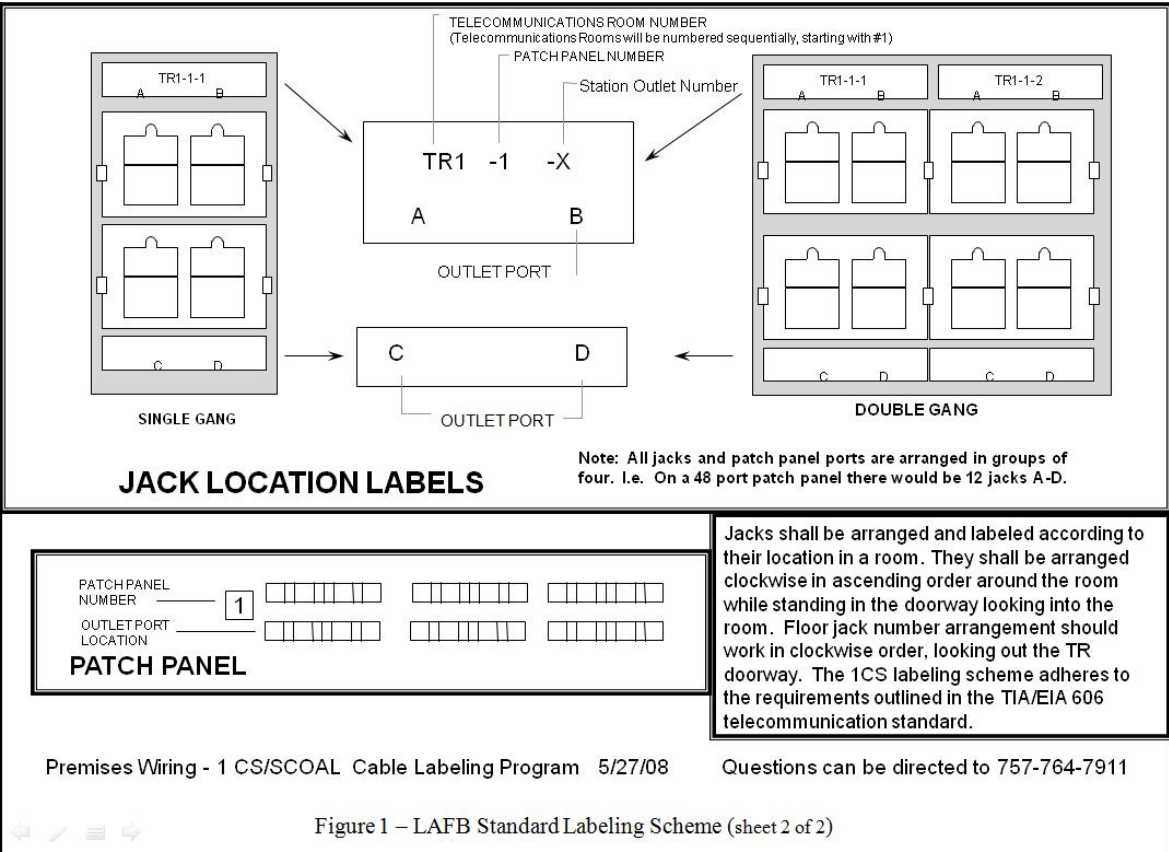 TELECOMMUNICATIONS ROOM NUMBER
(Telecommunications Rooms will be numbered sequentially, starting with #1)
PATCH PANEL NUMBER
Station Outlet Number
TR1-1-1
A B
TR1 -1 -X
A B
OUTLET PORT
TR1-1-1 TR1-1-2
A B A B
C D
SINGLE GANG
C D
OUTLET PORT
C D C D
DOUBLE GANG
JACK LOCATION LABELS
Note: All jacks and patch panel ports are arranged in groups of
four. I.e. On a 48 port patch panel there would be 12 jacks A-D.
PATCH PANEL
NUMBER
1
OUTLET PORT
LOCATION
PATCH PANEL
Jacks shall be arranged and labeled according to
their location in a room. They shall be arranged
clockwise in ascending order around the room
while standing in the doorway looking into the
room. Floor jack number arrangement should
work in clockwise order, looking out the TR
doorway. The 1CS labeling scheme adheres to
the requirements outlined in the TIA/EIA 606
telecommunication standard.
Premises Wiring - 1 CS/SCOAL Cable Labeling Program 5/27/08 Questions can be directed to 757-764-7911
Figure 1 – LAFB Standard Labeling Scheme (sheet 2 of 2)